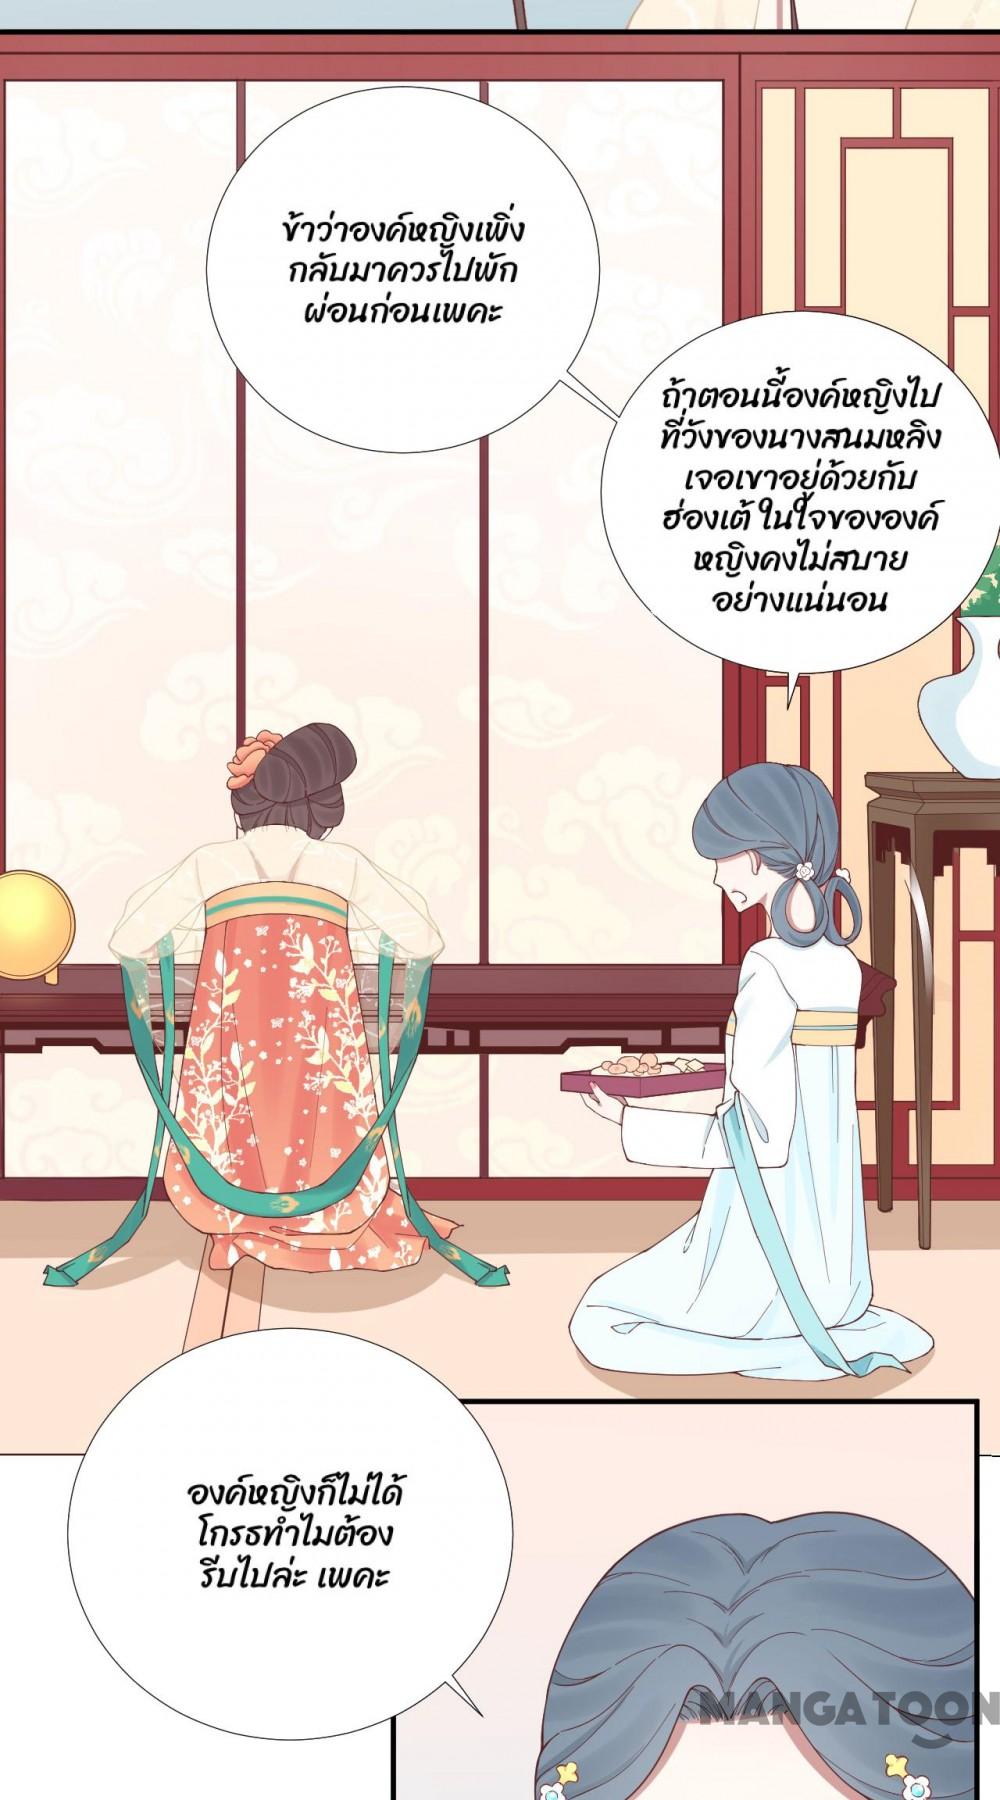 ข้าว่าองค์หญิงเพิ่ง
กลับมาควรไปพัก
ผ่อนก่อนเพคะ
ถ้าตอนนี้องค์หญิงไป
ที่วังของนางสนมหลิง
เจอเขาอยู่ด้วยกับ
ฮ่องเต้ ในใจขององค์
หญิงคงไม่สบาย
อย่างแน่นอน
องค์หญิงก็ไม่ได้
โกรธทำไมต้อง
รีบไปล่ะ เพคะ
MANGATOON